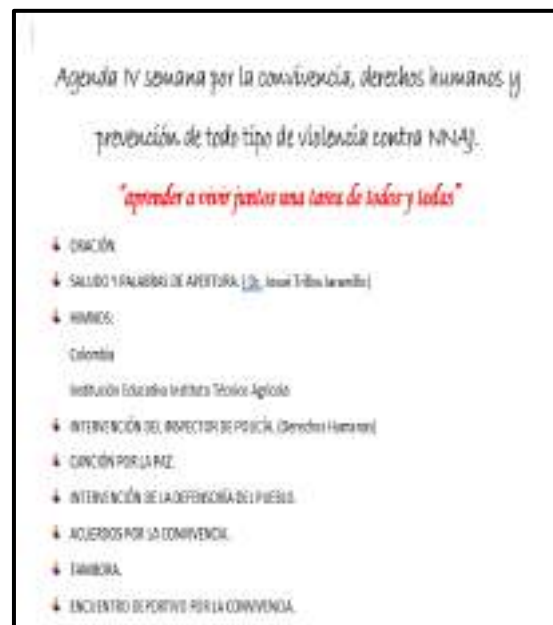 Agenda IV semana por la convivencia, derechos humanos y
prevención de todo tipo de violencia contra NNAJ.
"aprender a vivir juntos una tarea de todos y todas"
ORACIÓN.
SALUDO Y PALABRAS DE APERTURA. ( Jaramillo)
HIMNOS:
Colombia
Institución Educativa Instituto Técnico Agrícola
INTERVENCIÓN DEL INSPECTOR DE POLICÍA. (Derechos Humanos)
CANCIÓN POR LA PAZ.
INTERVENCIÓN DE LA DEFENSORÍA DEL PUEBLO.
ACUERDOS POR LA CONVIVENCIA.
TAMBORA.
ENCUENTRO DEPORTIVO POR LA CONVIVENCIA.